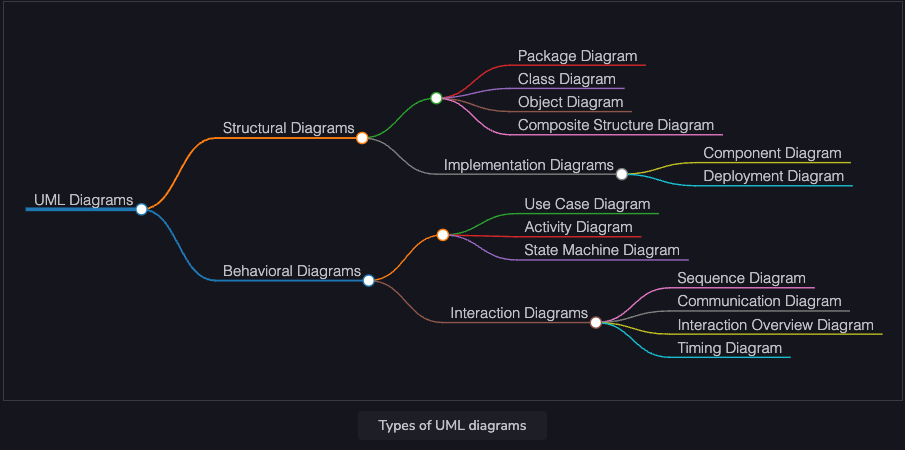 UML Diagrams
Structural Diagrams
Package Diagram
Class Diagram
Object Diagram
Composite Structure Diagram
Implementation Diagrams
Component Diagram
Deployment Diagram
Behavioral Diagrams
Use Case Diagram
Activity Diagram
State Machine Diagram
Interaction Diagrams
Sequence Diagram
Communication Diagram
Interaction Overview Diagram
Timing Diagram
Types of UML diagrams